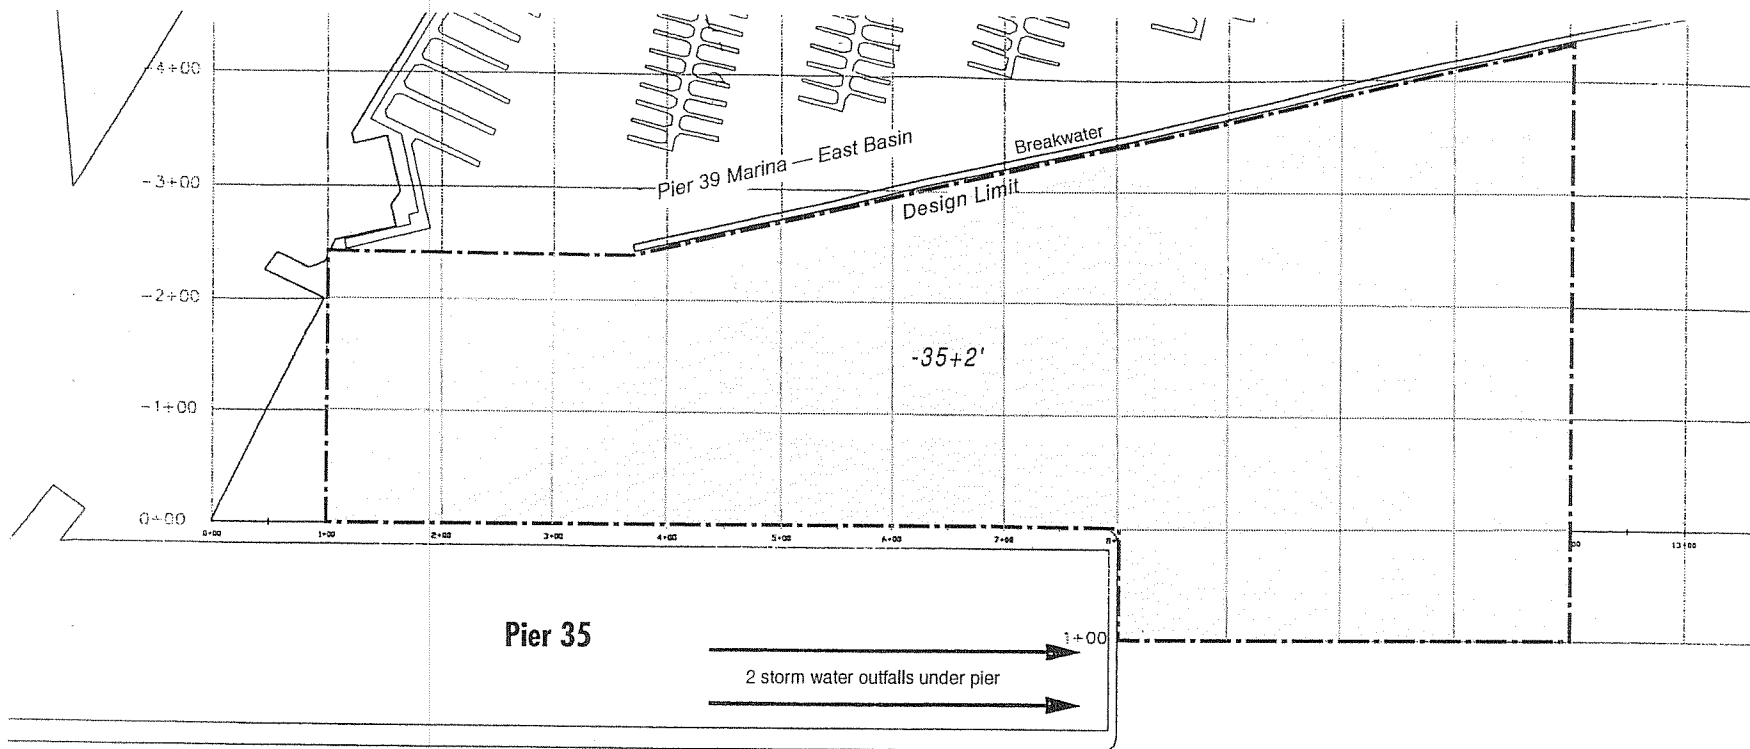 -4+00
Breakwater
Pier 39 Marina — East Basin
-3+00
Design Limit
-2+00
-35+2'
-1+00
0+00
0+00 1+00 2+00 3+00 4+00 5+00 6+00 7+00 13+00
Pier 35
1+00
2 storm water outfalls under pier